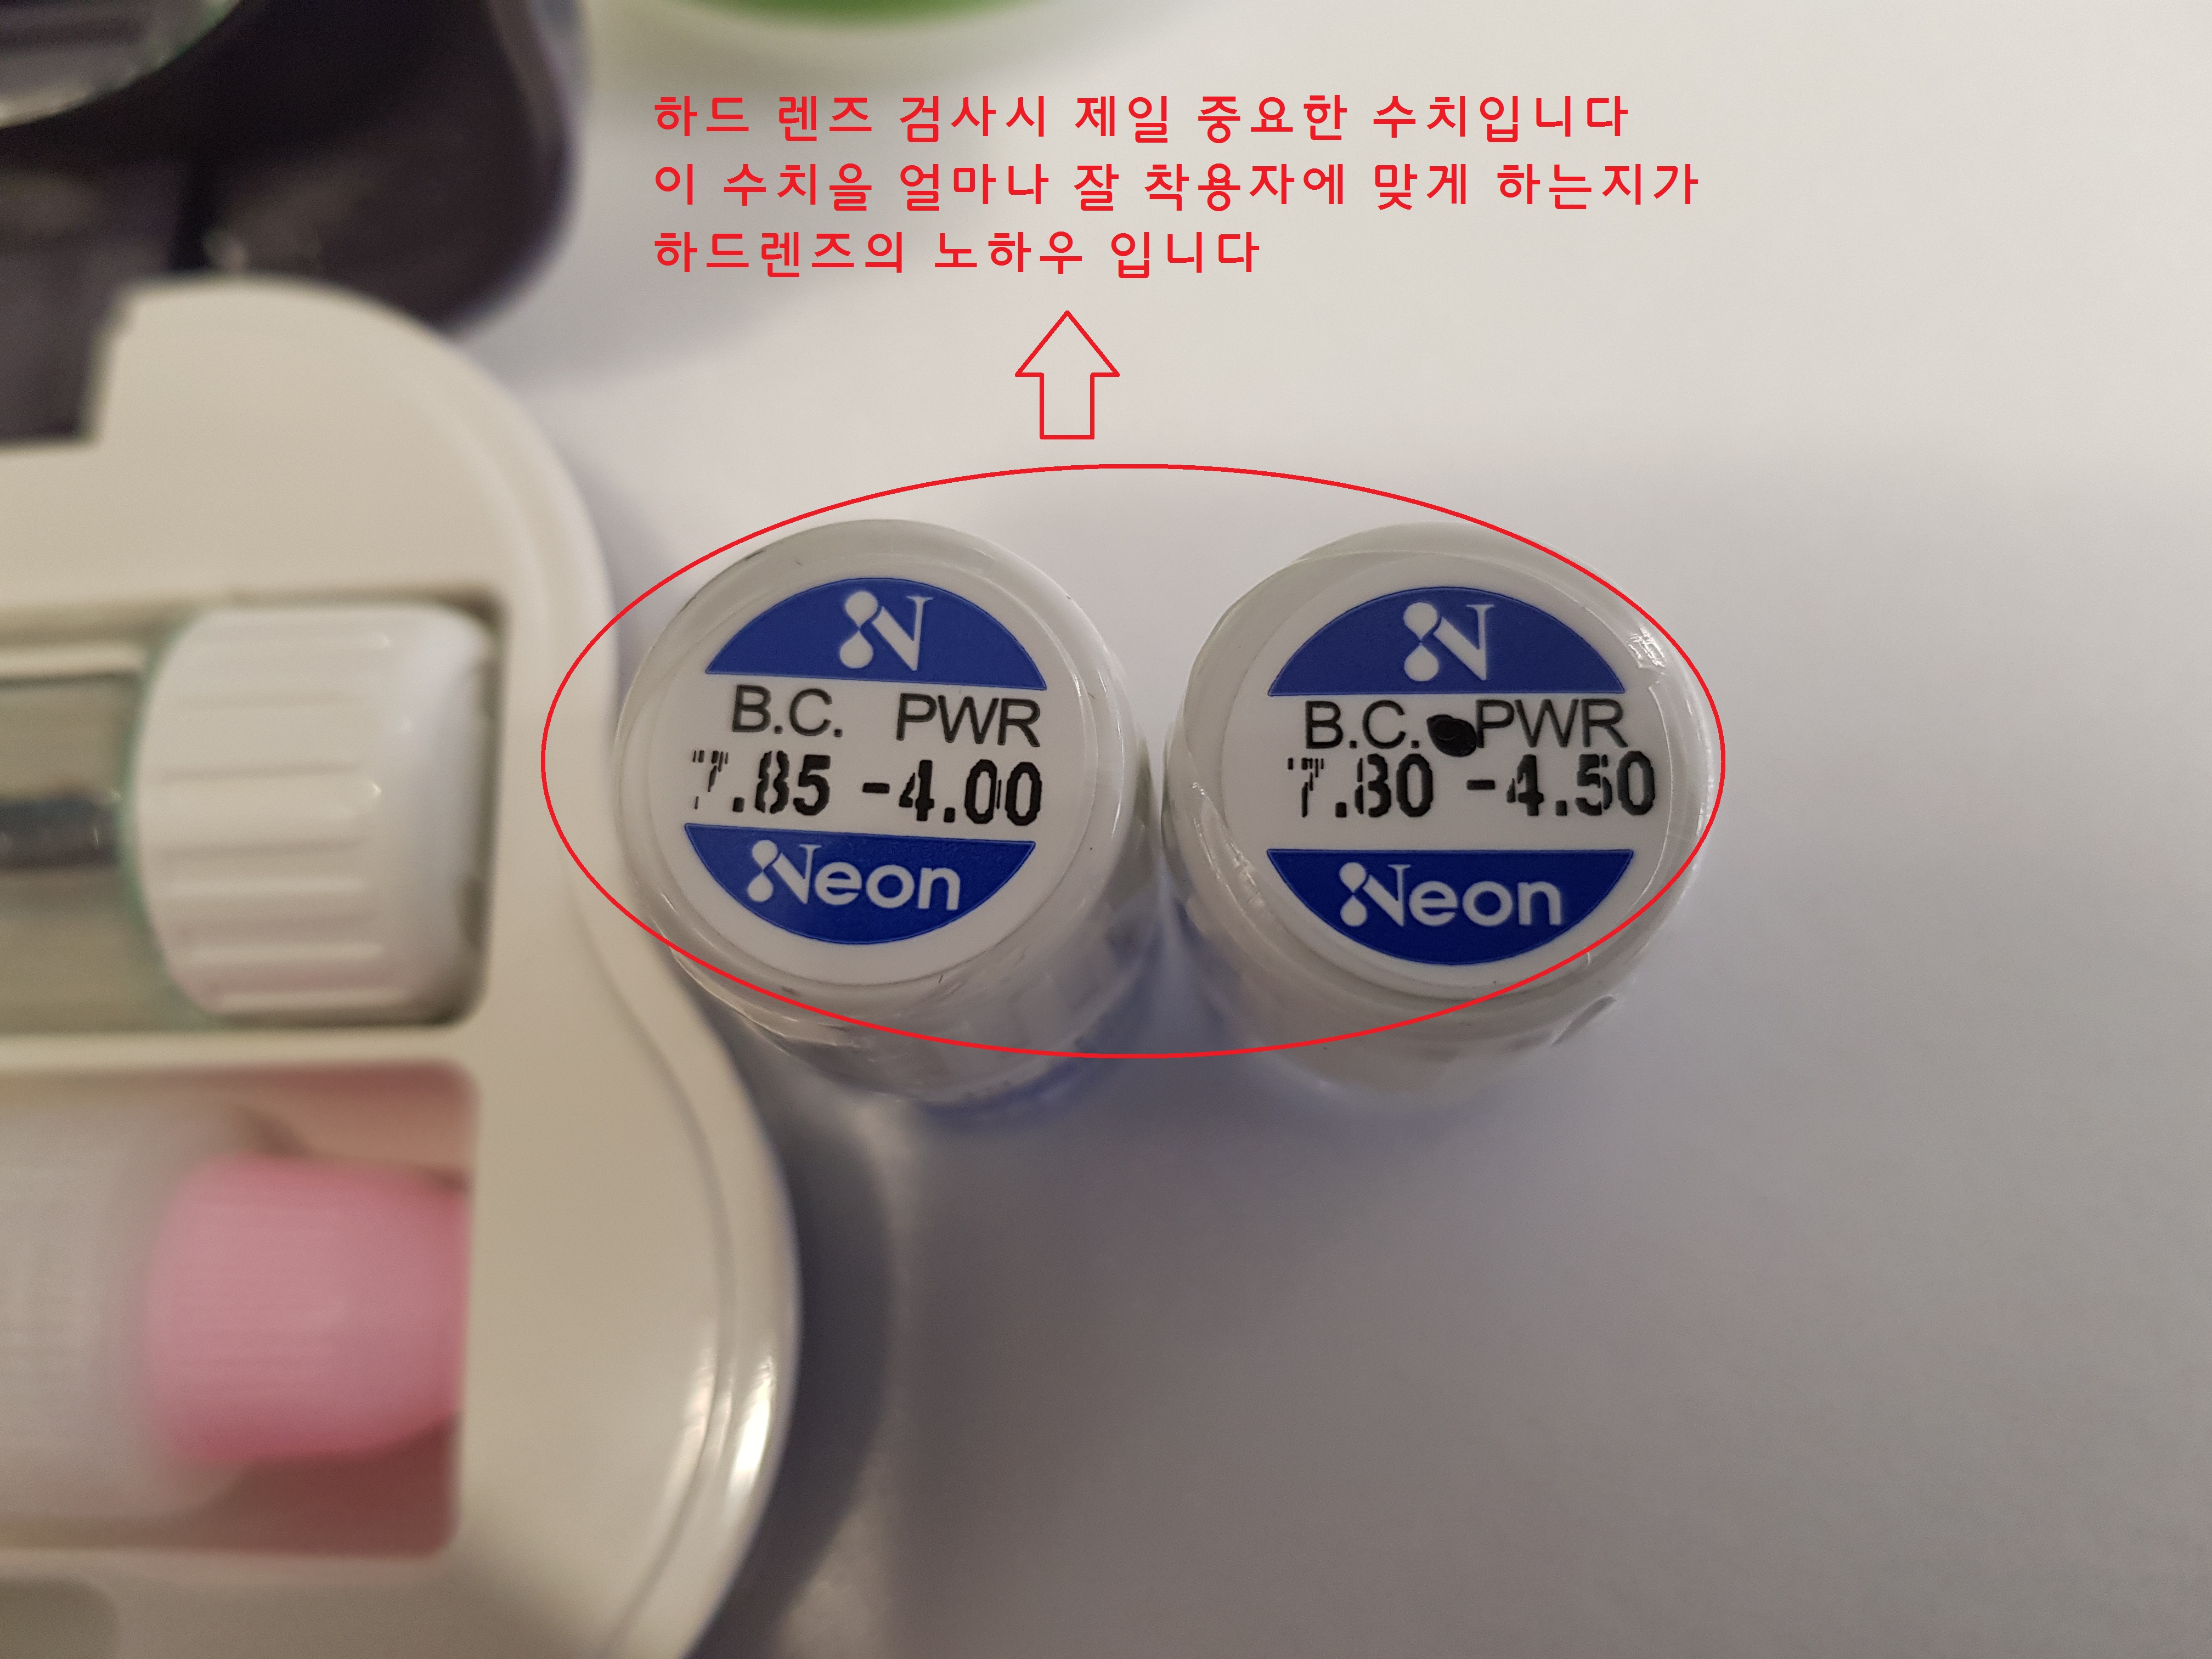 하드 렌즈 검사시 제일 중요한 수치입니다
이 수치을 얼마나 잘 착용자에 맞게 하는지가
하드렌즈의 노하우 입니다
N
B.C. PWR
7.85 -4.00
Neon
N
B.C. PWR
7.80 -4.50
Neon